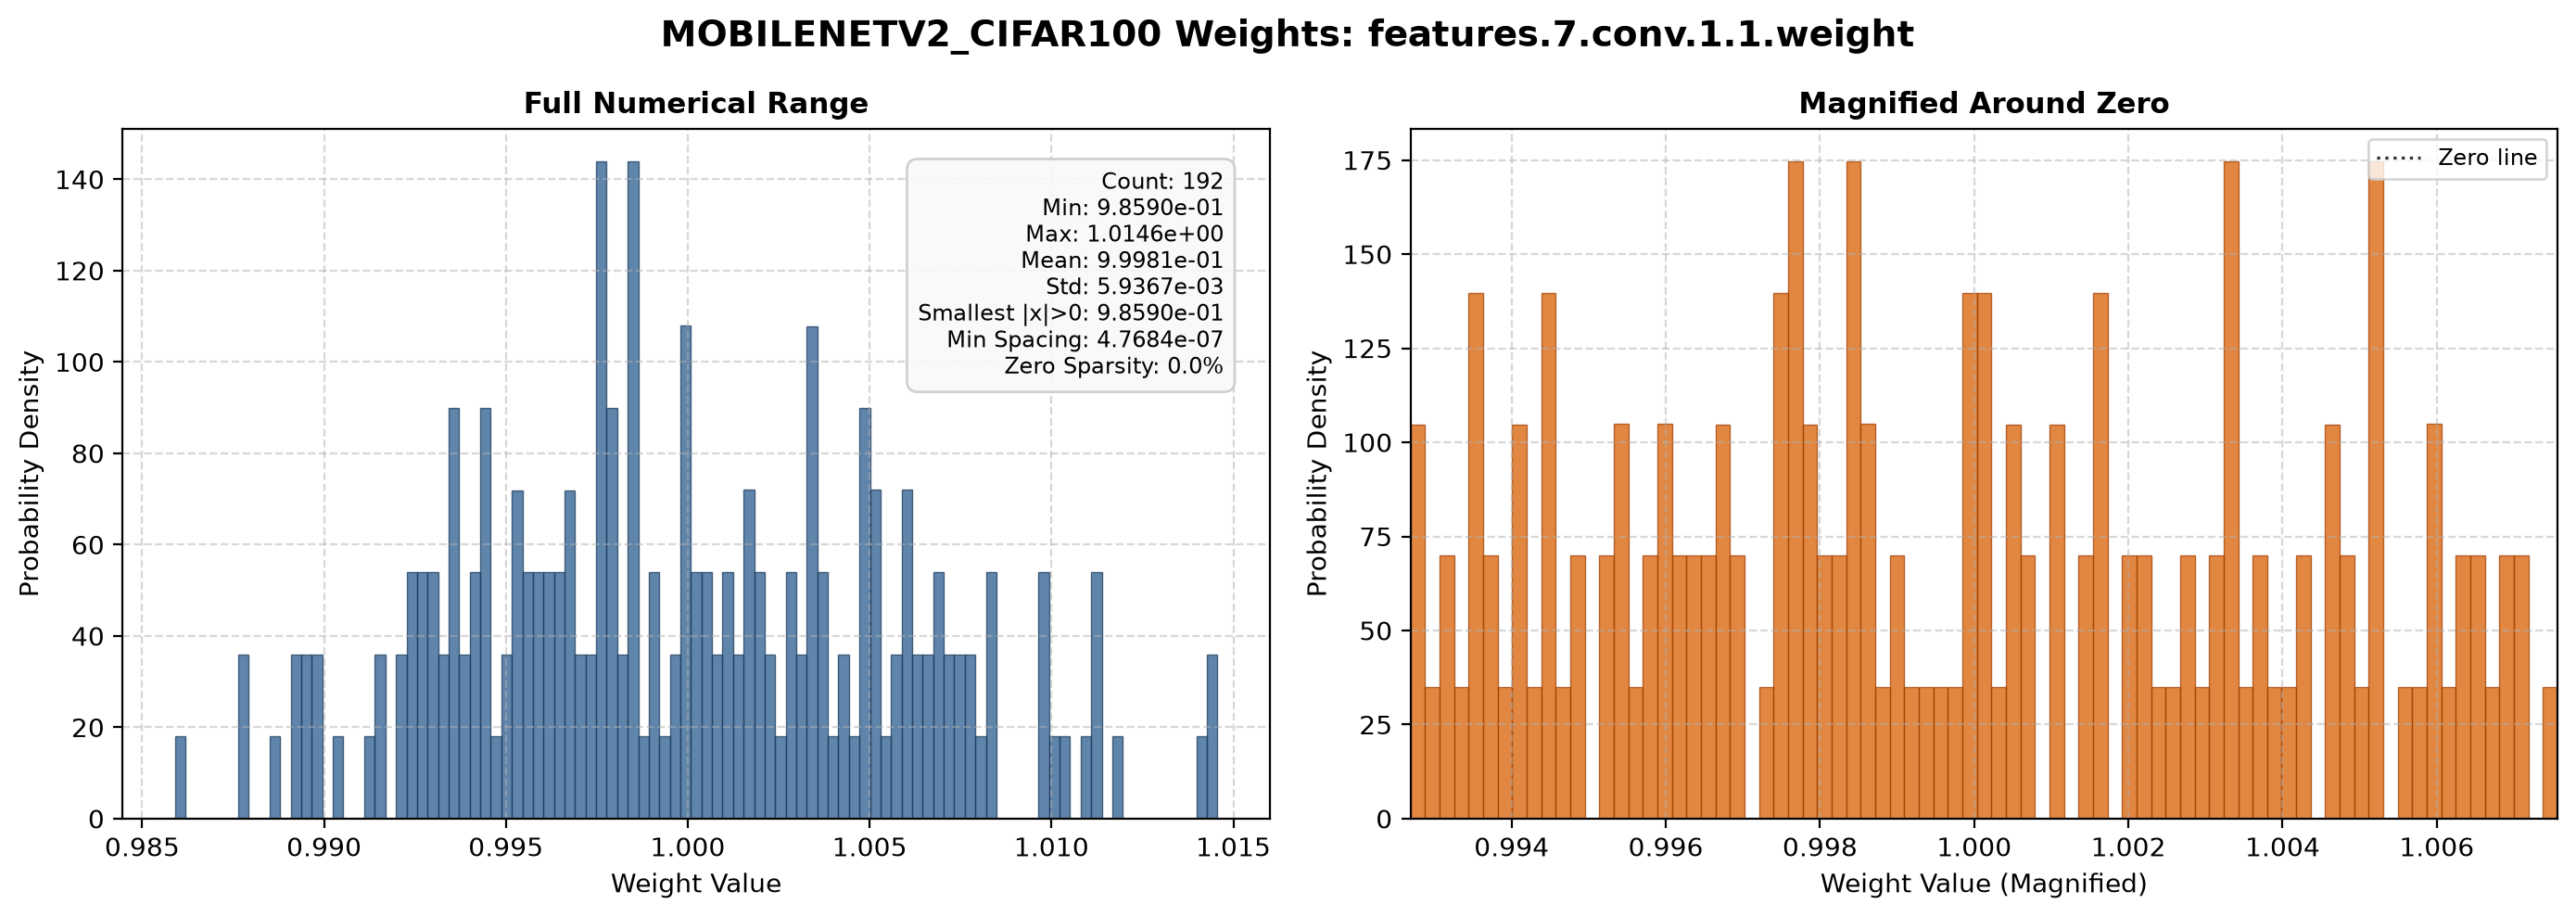 MOBILENETV2_CIFAR100 Weights: features.7.conv.1.1.weight
Full Numerical Range
Probability Density
140
120
100
80
60
40
20
0
Count: 192
Min: 9.8590e-01
Max: 1.0146e+00
Mean: 9.9981e-01
Std: 5.9367e-03
Smallest |x|>0: 9.8590e-01
Min Spacing: 4.7684e-07
Zero Sparsity: 0.0%
0.985 0.990 0.995 1.000 1.005 1.010 1.015
Weight Value
Magnified Around Zero
Probability Density
175
150
125
100
75
50
25
0
Zero line
0.994 0.996 0.998 1.000 1.002 1.004 1.006
Weight Value (Magnified)